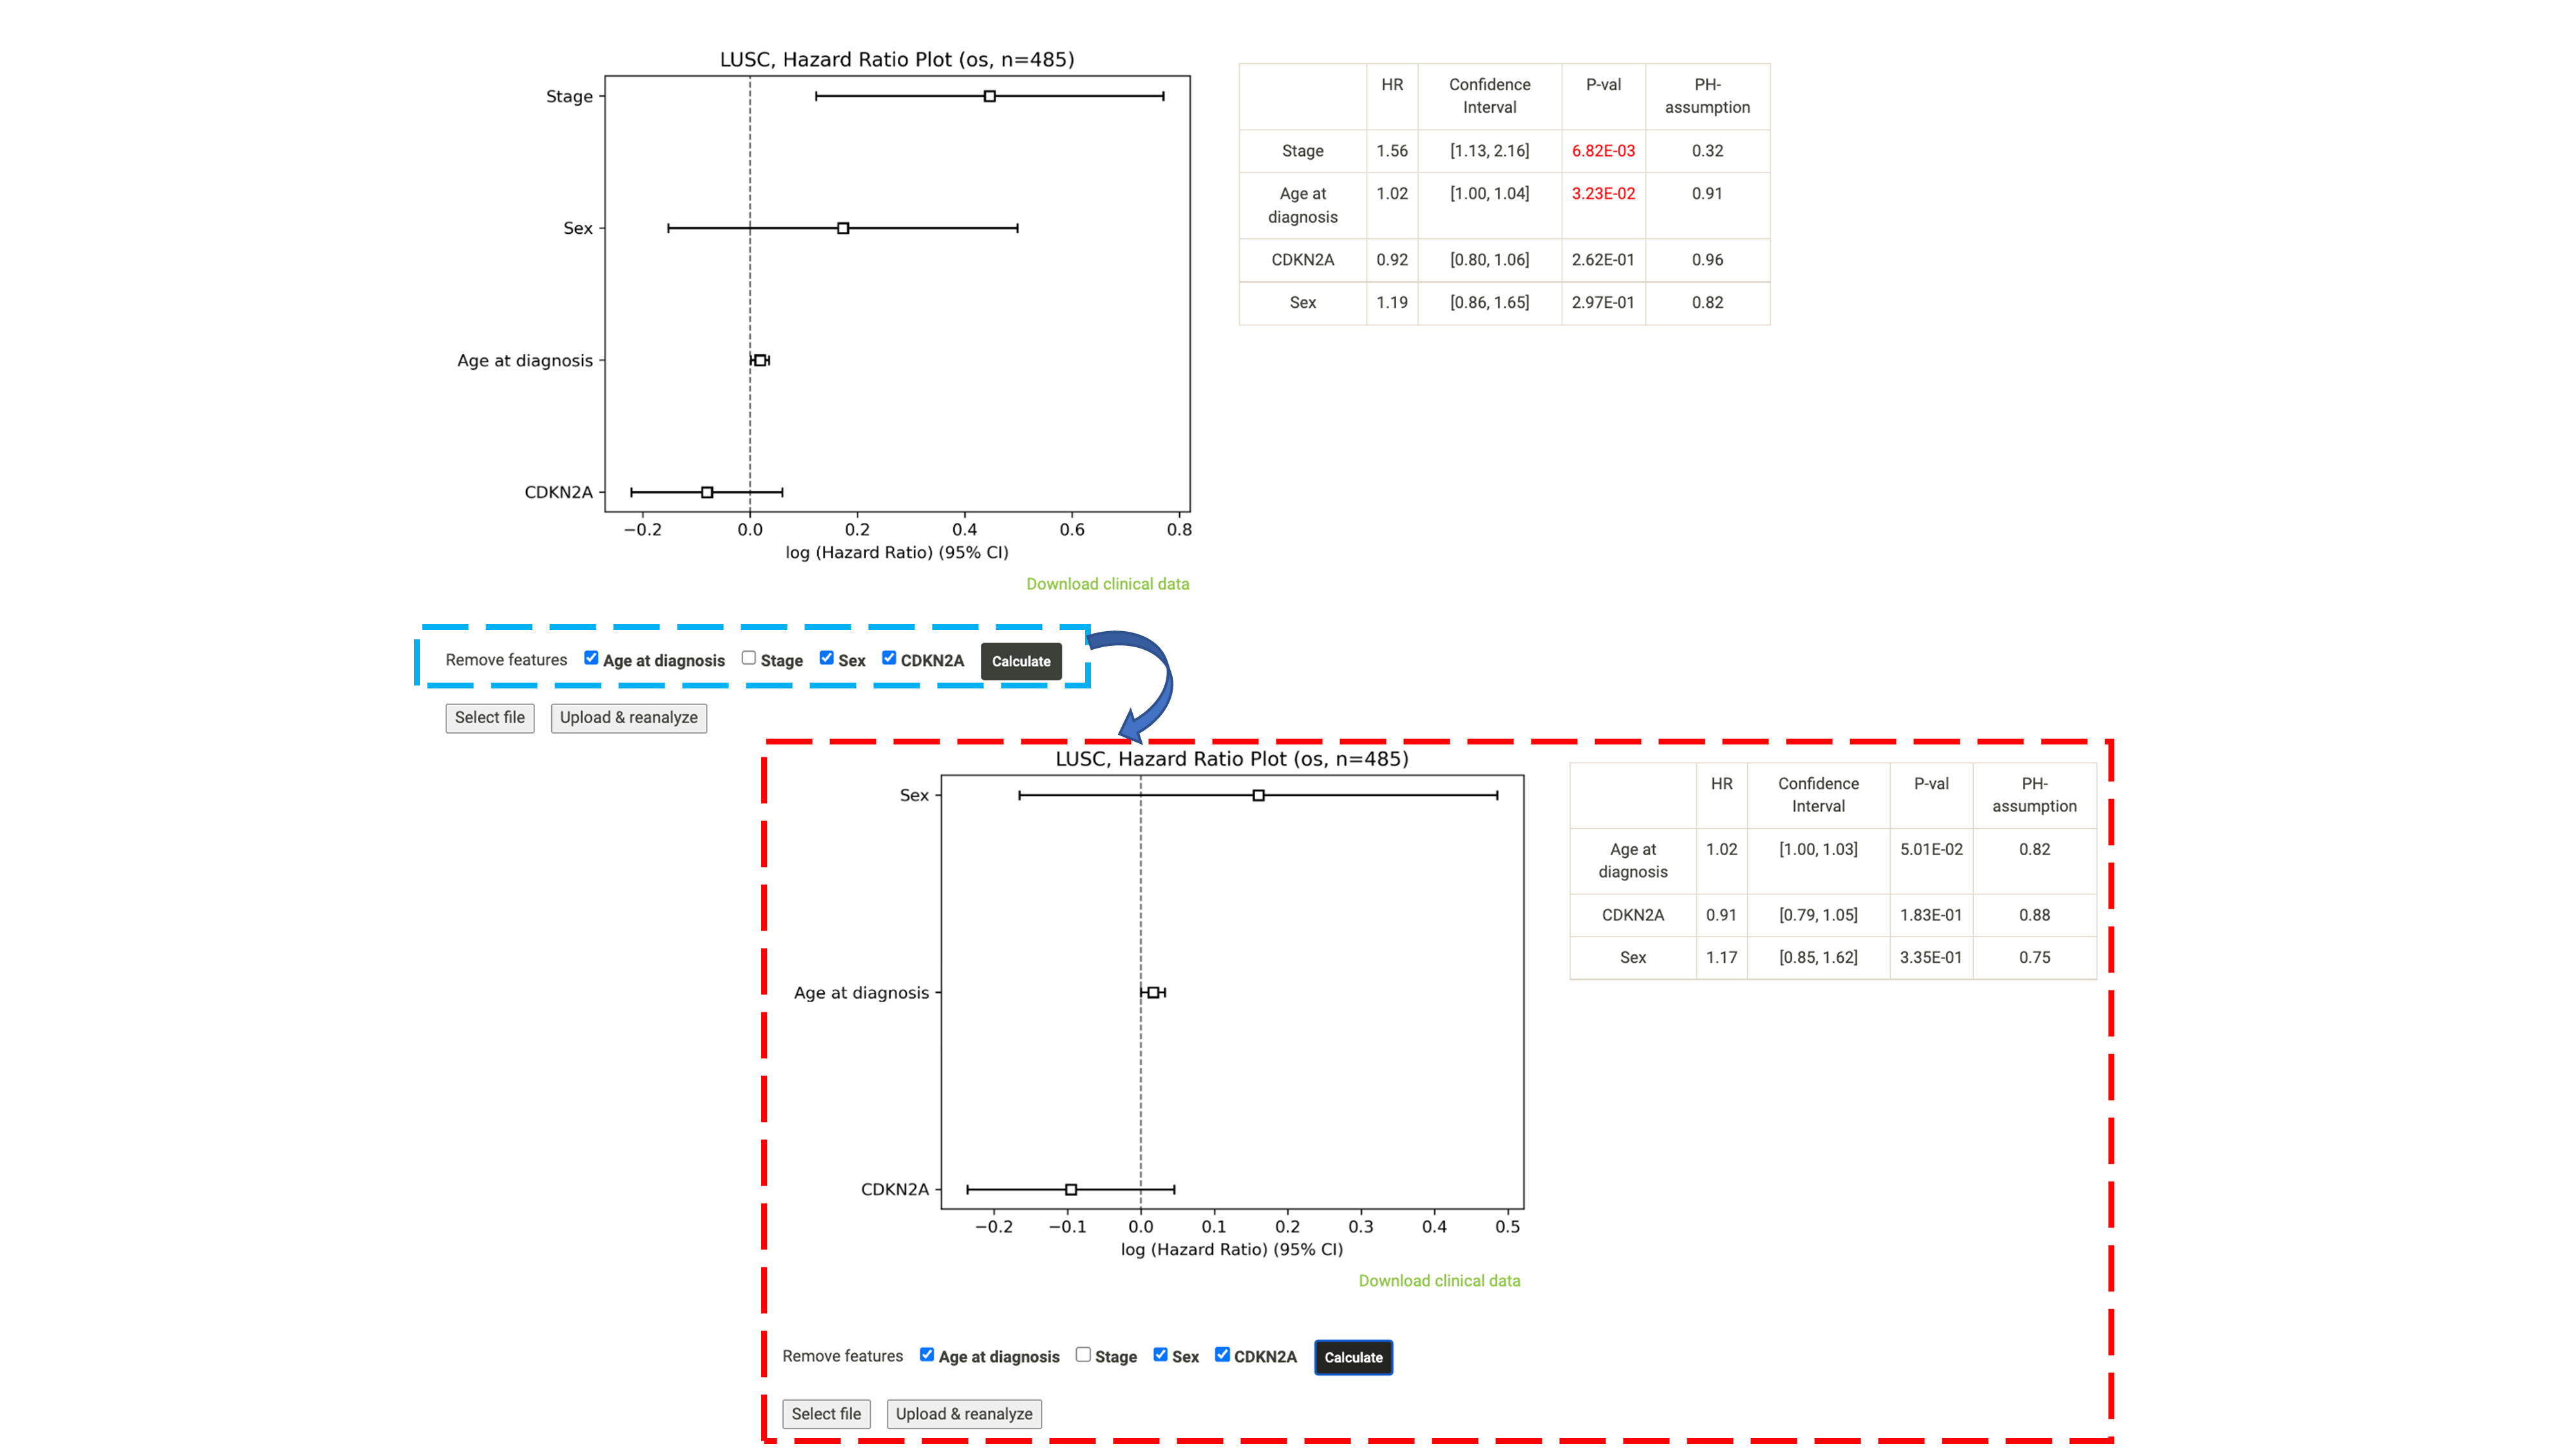 LUSC, Hazard Ratio Plot (os, n=485)
Stage
Sex
Age at diagnosis
CDKN2A
−0.2 0.0 0.2 0.4 0.6 0.8
log (Hazard Ratio) (95% CI)
Download clinical data
HR Confidence Interval P-val PH-assumption
Stage 1.56 [1.13, 2.16] 6.82E-03 0.32
Age at diagnosis 1.02 [1.00, 1.04] 3.23E-02 0.91
CDKN2A 0.92 [0.80, 1.06] 2.62E-01 0.96
Sex 1.19 [0.86, 1.65] 2.97E-01 0.82
Remove features Age at diagnosis Stage Sex CDKN2A Calculate
Select file Upload & reanalyze
LUSC, Hazard Ratio Plot (os, n=485)
Sex
Age at diagnosis
CDKN2A
−0.2 −0.1 0.0 0.1 0.2 0.3 0.4 0.5
log (Hazard Ratio) (95% CI)
Download clinical data
HR Confidence Interval P-val PH-assumption
Age at diagnosis 1.02 [1.00, 1.03] 5.01E-02 0.82
CDKN2A 0.91 [0.79, 1.05] 1.83E-01 0.88
Sex 1.17 [0.85, 1.62] 3.35E-01 0.75
Remove features Age at diagnosis Stage Sex CDKN2A Calculate
Select file Upload & reanalyze